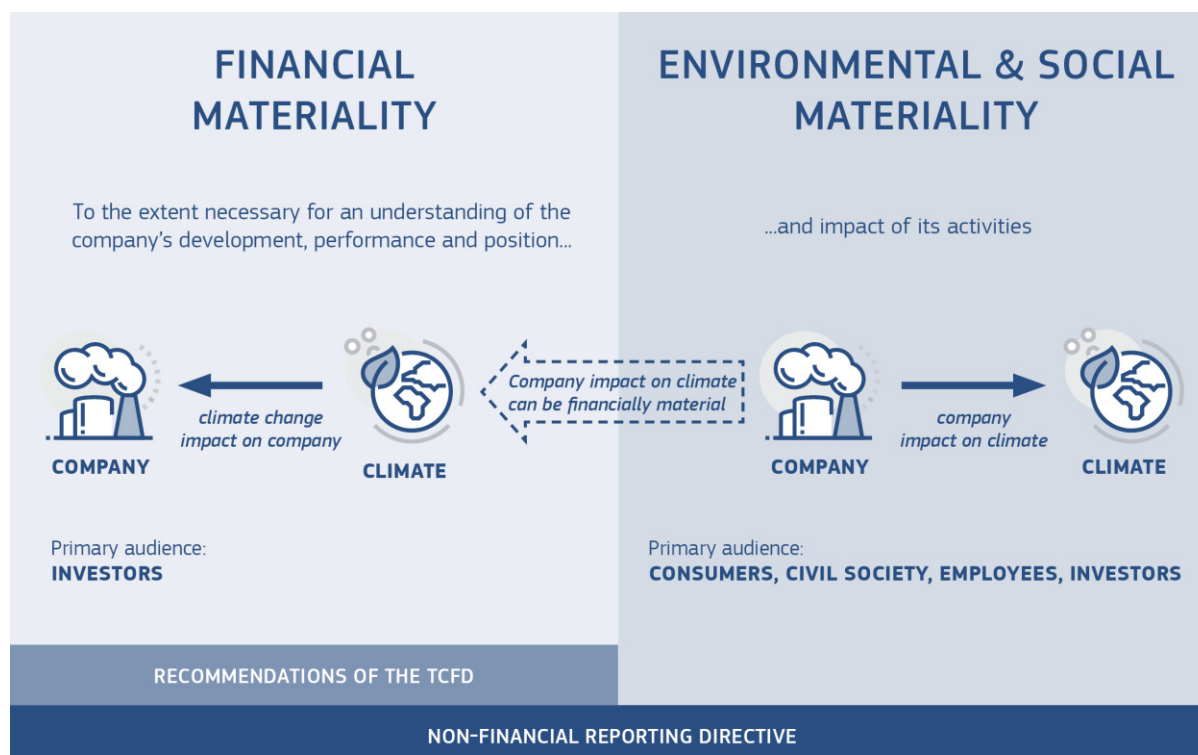 FINANCIAL
MATERIALITY
To the extent necessary for an understanding of the
company's development, performance and position...
climate change
impact on company
COMPANY
CLIMATE
Primary audience:
INVESTORS
RECOMMENDATIONS OF THE TCFD
Company impact on climate
can be financially material
ENVIRONMENTAL & SOCIAL
MATERIALITY
...and impact of its activities
company
impact on climate
COMPANY
CLIMATE
Primary audience:
CONSUMERS, CIVIL SOCIETY, EMPLOYEES, INVESTORS
NON-FINANCIAL REPORTING DIRECTIVE